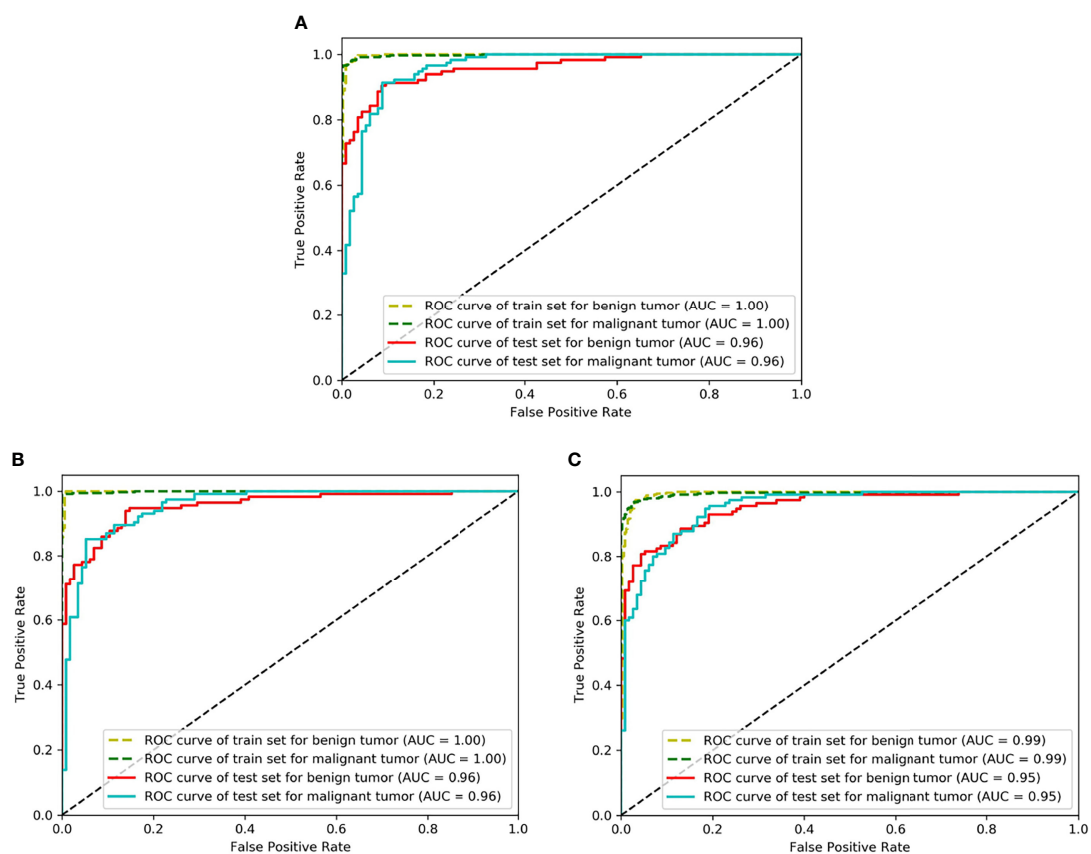 A
1.0
0.8
0.6
0.4
0.2
0.0
True Positive Rate
ROC curve of train set for benign tumor (AUC = 1.00)
ROC curve of train set for malignant tumor (AUC = 1.00)
ROC curve of test set for benign tumor (AUC = 0.96)
ROC curve of test set for malignant tumor (AUC = 0.96)
0.0 0.2 0.4 0.6 0.8 1.0
False Positive Rate
B
1.0
0.8
0.6
0.4
0.2
0.0
True Positive Rate
ROC curve of train set for benign tumor (AUC = 1.00)
ROC curve of train set for malignant tumor (AUC = 1.00)
ROC curve of test set for benign tumor (AUC = 0.96)
ROC curve of test set for malignant tumor (AUC = 0.96)
0.0 0.2 0.4 0.6 0.8 1.0
False Positive Rate
C
1.0
0.8
0.6
0.4
0.2
0.0
True Positive Rate
ROC curve of train set for benign tumor (AUC = 0.99)
ROC curve of train set for malignant tumor (AUC = 0.99)
ROC curve of test set for benign tumor (AUC = 0.95)
ROC curve of test set for malignant tumor (AUC = 0.95)
0.0 0.2 0.4 0.6 0.8 1.0
False Positive Rate